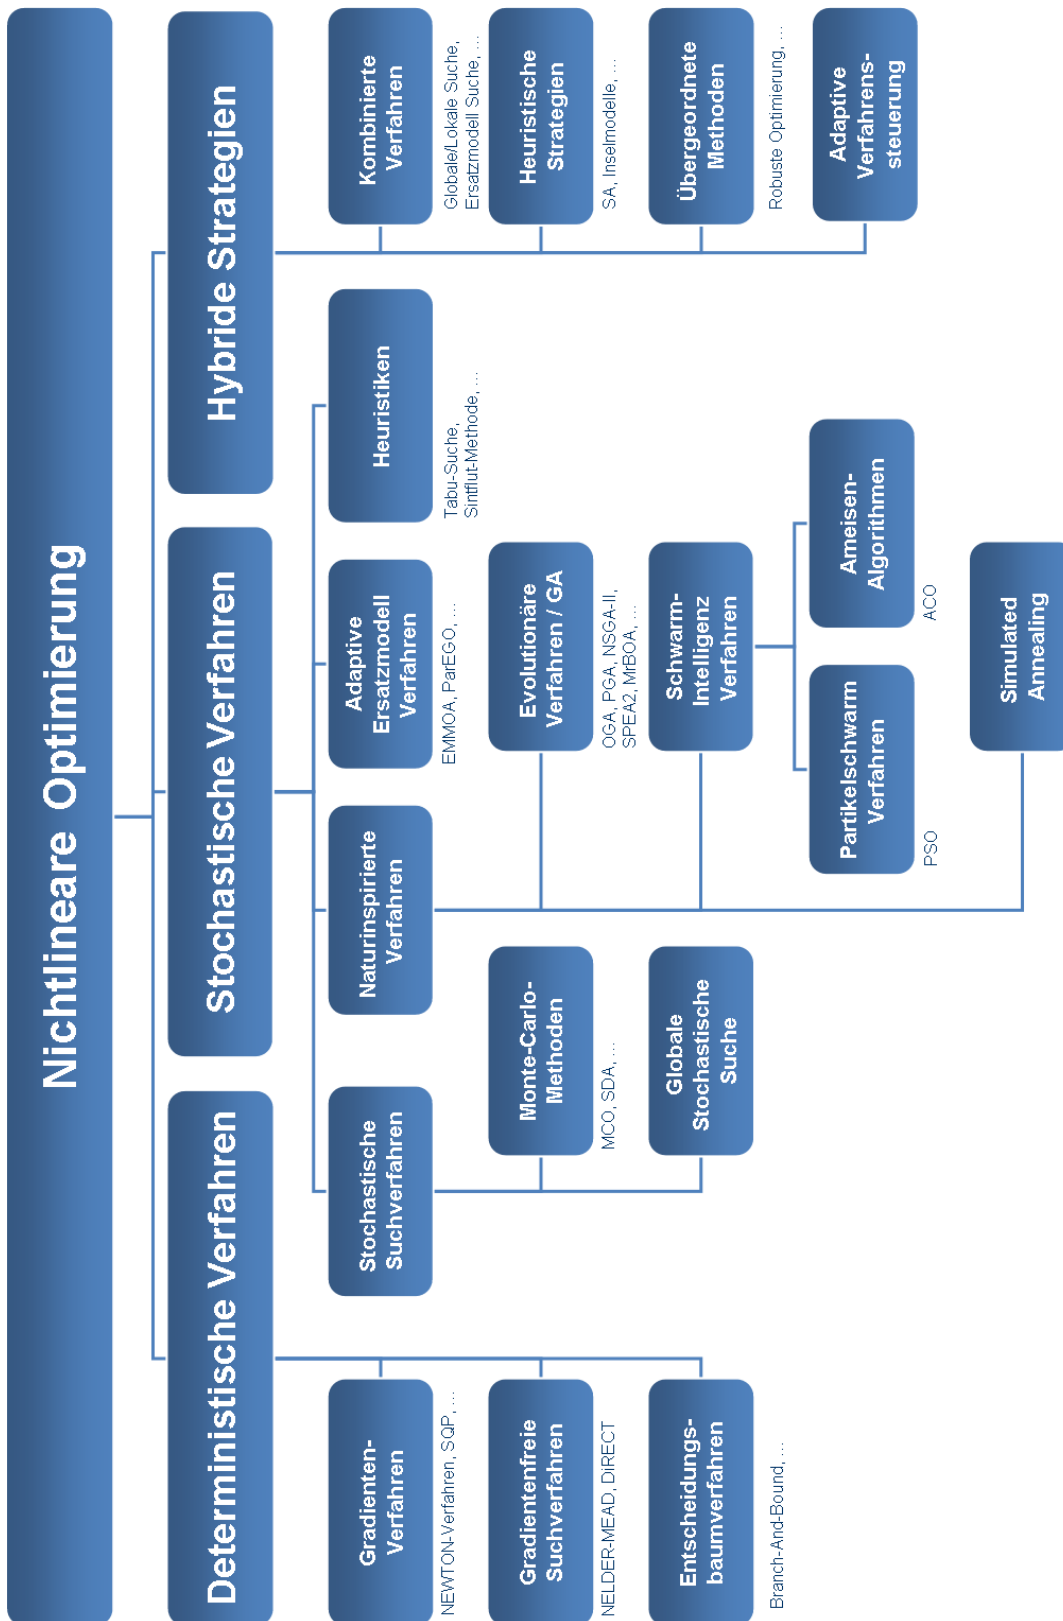 Nichtlineare Optimierung
Deterministische Verfahren
Gradienten-
Verfahren
NEWTON-Verfahren, SQP, ...
Gradientenfreie
Suchverfahren
NELDER-MEAD, DiRECT
Entscheidungs-
baumverfahren
Branch-And-Bound, ...
Stochastische Verfahren
Stochastische
Suchverfahren
Monte-Carlo-
Methoden
MCO, SDA, ...
Globale
Stochastische
Suche
Naturinspirierte
Verfahren
Evolutionäre
Verfahren / GA
OGA, PGA, NSGA-II,
SPEA2, MrBOA, ...
Schwarm-
Intelligenz
Verfahren
Partikelschwarm
Verfahren
PSO
Ameisen-
Algorithmen
ACO
Simulated
Annealing
Adaptive
Ersatzmodell
Verfahren
EMMOA, ParEGO, ...
Heuristiken
Tabu-Suche,
Sintflut-Methode, ...
Hybride Strategien
Kombinierte
Verfahren
Globale/Lokale Suche,
Ersatzmodell Suche, ...
Heuristische
Strategien
SA, Inselmodelle, ...
Übergeordnete
Methoden
Robuste Optimierung, ...
Adaptive
Verfahrens-
steuerung